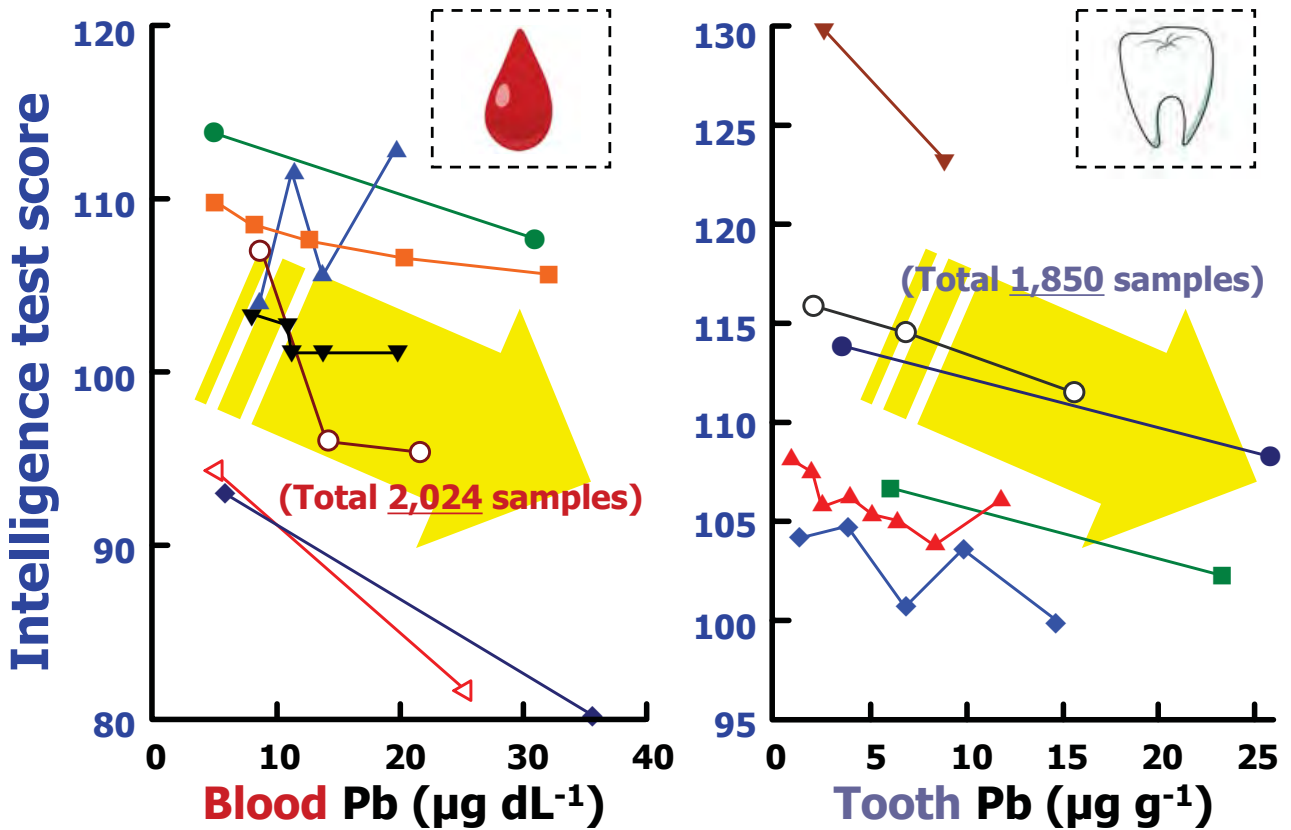 Intelligence test score
120
110
100
90
80
0 10 20 30 40
(Total 2,024 samples)
Blood Pb (µg dL-1)
130
125
120
115
110
105
100
95
0 5 10 15 20 25
(Total 1,850 samples)
Tooth Pb (µg g-1)